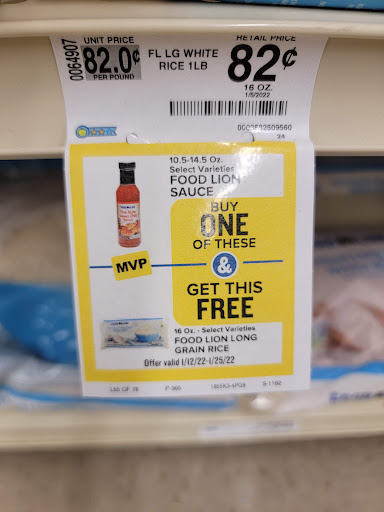 0064907
UNIT PRICE
82.0¢
PER POUND
FL LG WHITE
RICE 1LB
RETAIL PRICE
82¢
16 OZ.
1/5/2022
24
10.5-14.5 Oz.
Select Varieties
FOOD LION
SAUCE
BUY
ONE
OF THESE
&
MVP
GET THIS
FREE
16 Oz. - Select Varieties
FOOD LION LONG
GRAIN RICE
Offer valid 1/12/22-1/25/22
P-360